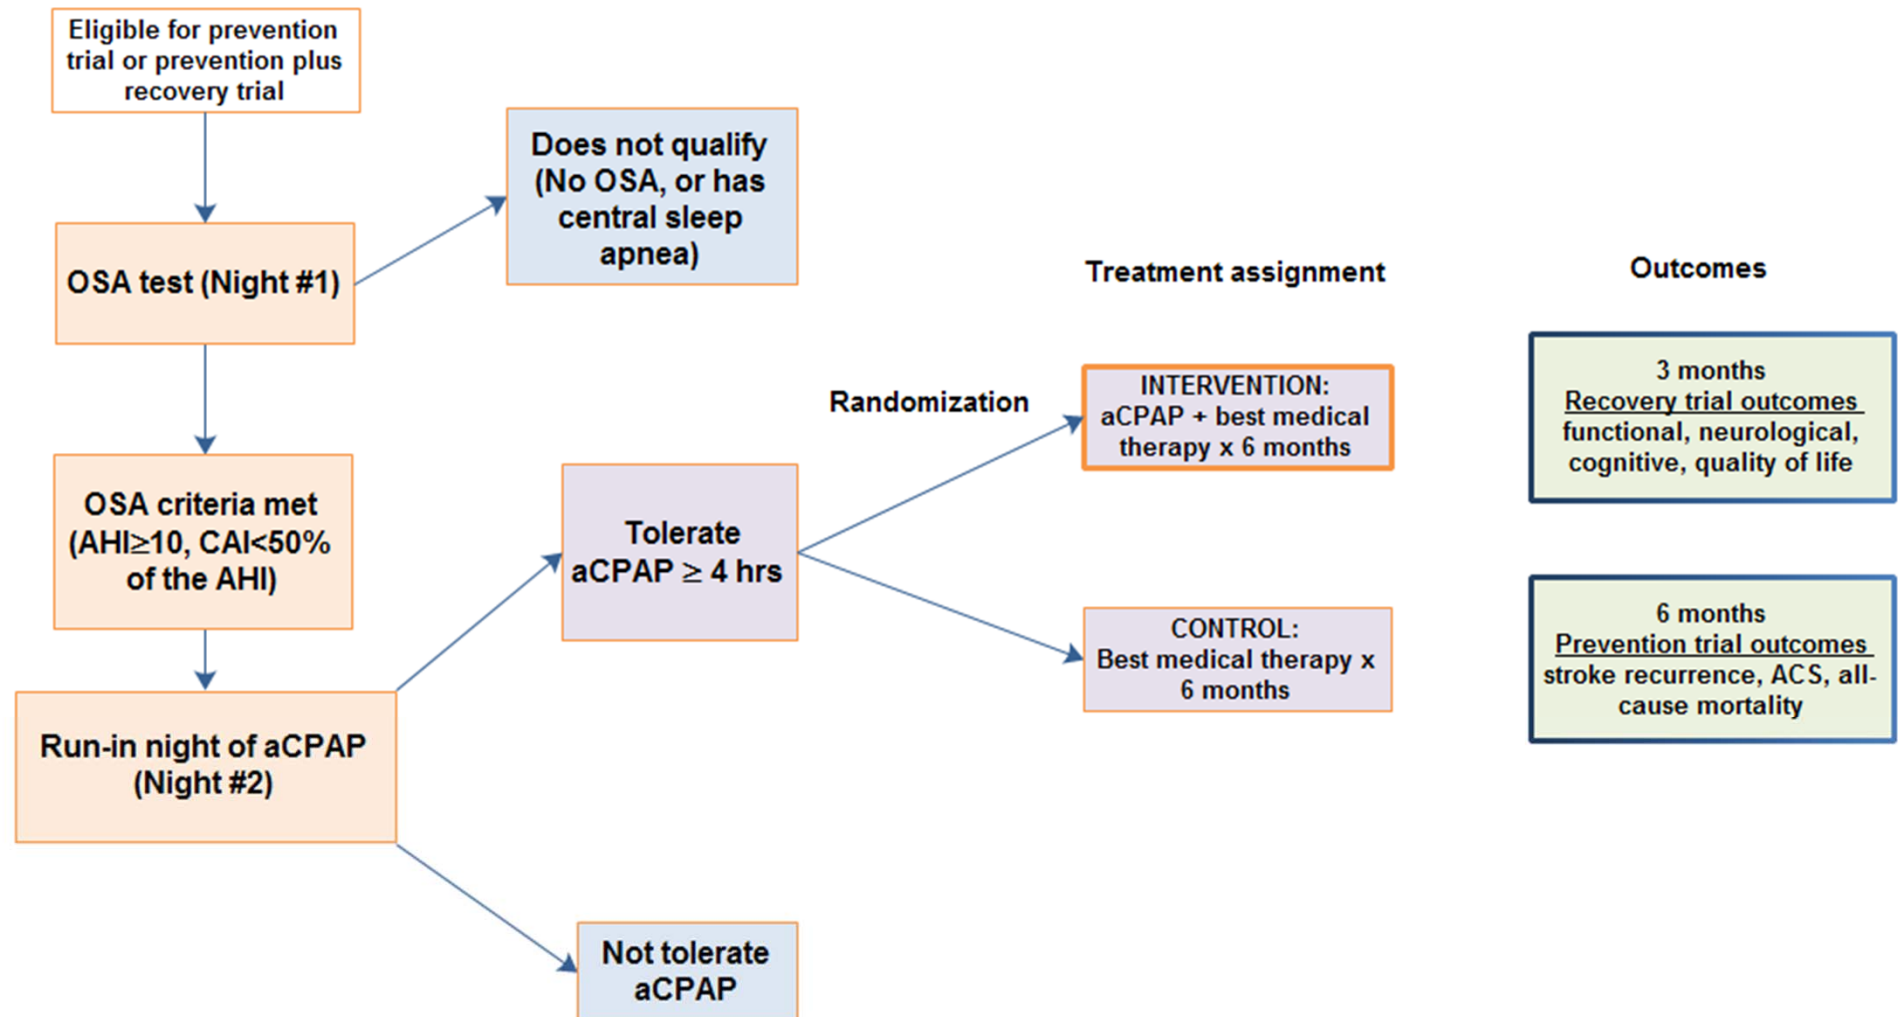 Eligible for prevention
trial or prevention plus
recovery trial
Does not qualify
(No OSA, or has
central sleep
apnea)
OSA test (Night #1)
OSA criteria met
(AHI≥10, CAI<50%
of the AHI)
Run-in night of aCPAP
(Night #2)
Tolerate
aCPAP ≥ 4 hrs
Not tolerate
aCPAP
Randomization
Treatment assignment
INTERVENTION:
aCPAP + best medical
therapy x 6 months
CONTROL:
Best medical therapy x
6 months
Outcomes
3 months
Recovery trial outcomes
functional, neurological,
cognitive, quality of life
6 months
Prevention trial outcomes
stroke recurrence, ACS, all-
cause mortality